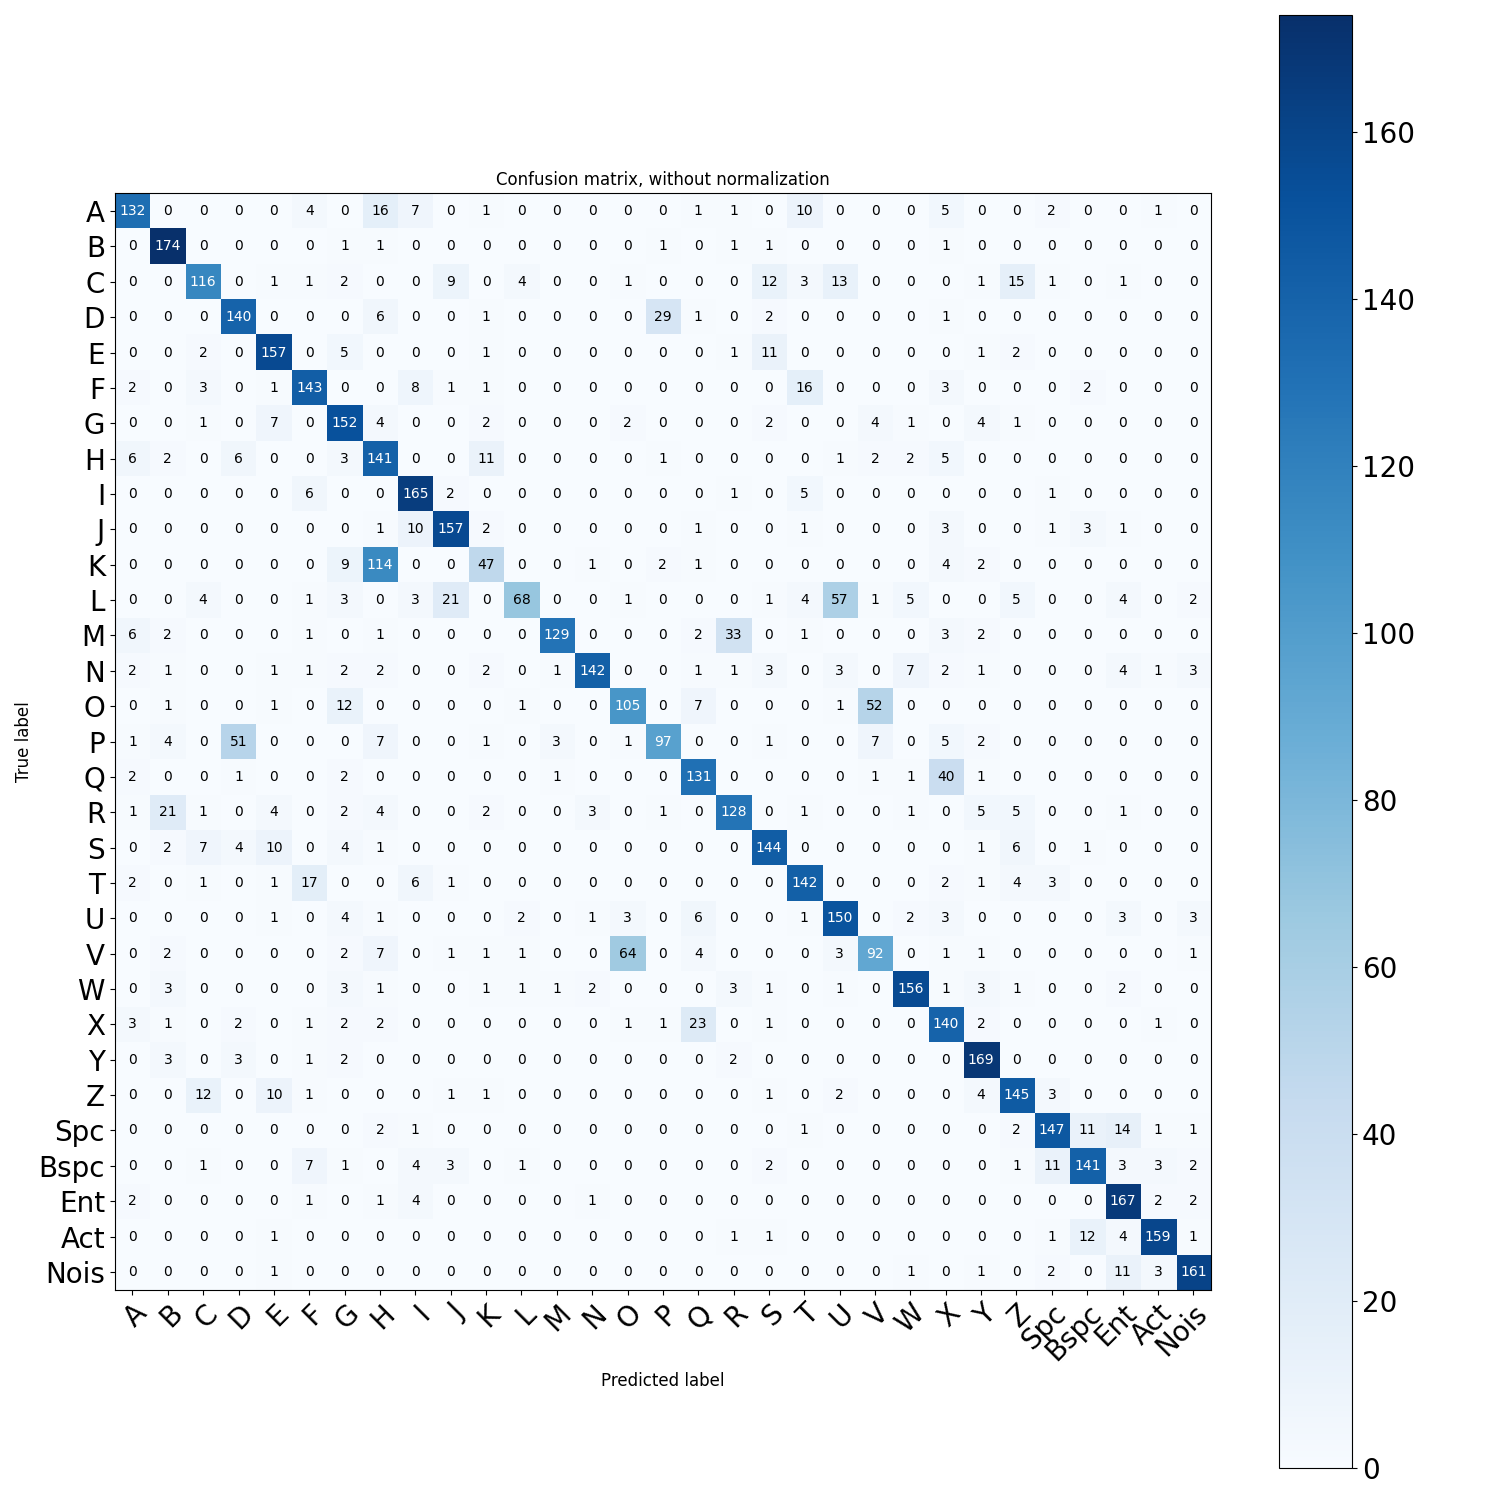 Confusion matrix, without normalization
A 132 0 0 0 0 4 0 16 7 0 1 0 0 0 0 0 1 1 0 10 0 0 0 5 0 0 2 0 0 1 0
B 0 174 0 0 0 0 1 1 0 0 0 0 0 0 0 1 0 1 1 0 0 0 0 1 0 0 0 0 0 0 0
C 0 0 116 0 1 1 2 0 0 9 0 4 0 0 1 0 0 0 12 3 13 0 0 0 1 15 1 0 1 0 0
D 0 0 0 140 0 0 0 6 0 0 1 0 0 0 0 29 1 0 2 0 0 0 0 1 0 0 0 0 0 0 0
E 0 0 2 0 157 0 5 0 0 0 1 0 0 0 0 0 0 1 11 0 0 0 0 0 1 2 0 0 0 0 0
F 2 0 3 0 1 143 0 0 8 1 1 0 0 0 0 0 0 0 0 16 0 0 0 3 0 0 0 2 0 0 0
G 0 0 1 0 7 0 152 4 0 0 2 0 0 0 2 0 0 0 2 0 0 4 1 0 4 1 0 0 0 0 0
H 6 2 0 6 0 0 3 141 0 0 11 0 0 0 0 1 0 0 0 0 1 2 2 5 0 0 0 0 0 0 0
I 0 0 0 0 0 6 0 0 165 2 0 0 0 0 0 0 0 1 0 5 0 0 0 0 0 0 1 0 0 0 0
J 0 0 0 0 0 0 0 1 10 157 2 0 0 0 0 0 1 0 0 1 0 0 0 3 0 0 1 3 1 0 0
K 0 0 0 0 0 0 9 114 0 0 47 0 0 1 0 2 1 0 0 0 0 0 0 4 2 0 0 0 0 0 0
L 0 0 4 0 0 1 3 0 3 21 0 68 0 0 1 0 0 0 1 4 57 1 5 0 0 5 0 0 4 0 2
M 6 2 0 0 0 1 0 1 0 0 0 0 129 0 0 0 2 33 0 1 0 0 0 3 2 0 0 0 0 0 0
N 2 1 0 0 1 1 2 2 0 0 2 0 1 142 0 0 1 1 3 0 3 0 7 2 1 0 0 0 4 1 3
O 0 1 0 0 1 0 12 0 0 0 0 1 0 0 105 0 7 0 0 0 1 52 0 0 0 0 0 0 0 0 0
P 1 4 0 51 0 0 0 7 0 0 1 0 3 0 1 97 0 0 1 0 0 7 0 5 2 0 0 0 0 0 0
Q 2 0 0 1 0 0 2 0 0 0 0 0 1 0 0 0 131 0 0 0 0 1 1 40 1 0 0 0 0 0 0
R 1 21 1 0 4 0 2 4 0 0 2 0 0 3 0 1 0 128 0 1 0 0 1 0 5 5 0 0 1 0 0
S 0 2 7 4 10 0 4 1 0 0 0 0 0 0 0 0 0 0 144 0 0 0 0 0 1 6 0 1 0 0 0
T 2 0 1 0 1 17 0 0 6 1 0 0 0 0 0 0 0 0 0 142 0 0 0 2 1 4 3 0 0 0 0
U 0 0 0 0 1 0 4 1 0 0 0 2 0 1 3 0 6 0 0 1 150 0 2 3 0 0 0 0 3 0 3
V 0 2 0 0 0 0 2 7 0 1 1 1 0 0 64 0 4 0 0 0 3 92 0 1 1 0 0 0 0 0 1
W 0 3 0 0 0 0 3 1 0 0 1 1 1 2 0 0 0 3 1 0 1 0 156 1 3 1 0 0 2 0 0
X 3 1 0 2 0 1 2 2 0 0 0 0 0 0 1 1 23 0 1 0 0 0 0 140 2 0 0 0 0 1 0
Y 0 3 0 3 0 1 2 0 0 0 0 0 0 0 0 0 0 2 0 0 0 0 0 0 169 0 0 0 0 0 0
Z 0 0 12 0 10 1 0 0 0 1 1 0 0 0 0 0 0 0 1 0 2 0 0 0 4 145 3 0 0 0 0
Spc 0 0 0 0 0 0 0 2 1 0 0 0 0 0 0 0 0 0 0 1 0 0 0 0 0 2 147 11 14 1 1
Bspc 0 0 1 0 0 7 1 0 4 3 0 1 0 0 0 0 0 0 2 0 0 0 0 0 0 1 11 141 3 3 2
Ent 2 0 0 0 0 1 0 1 4 0 0 0 0 1 0 0 0 0 0 0 0 0 0 0 0 0 0 0 167 2 2
Act 0 0 0 0 1 0 0 0 0 0 0 0 0 0 0 0 0 1 1 0 0 0 0 0 0 0 1 12 4 159 1
Nois 0 0 0 0 1 0 0 0 0 0 0 0 0 0 0 0 0 0 0 0 0 0 1 0 1 0 2 0 11 3 161
A B C D E F G H I J K L M N O P Q R S T U V W X Y Z Spc Bspc Ent Act Nois
Predicted label
True label
160
140
120
100
80
60
40
20
0